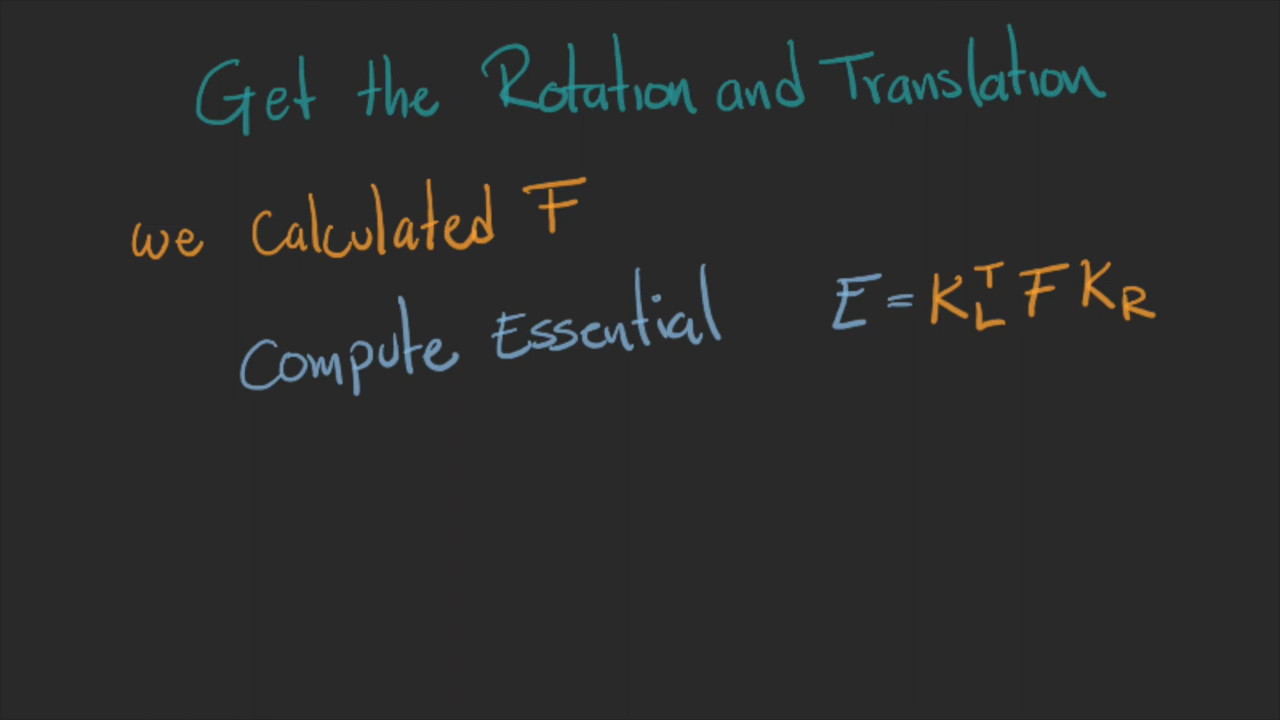 Get the Rotation and Translation
we calculated F
Compute Essential E = K_L^T F K_R